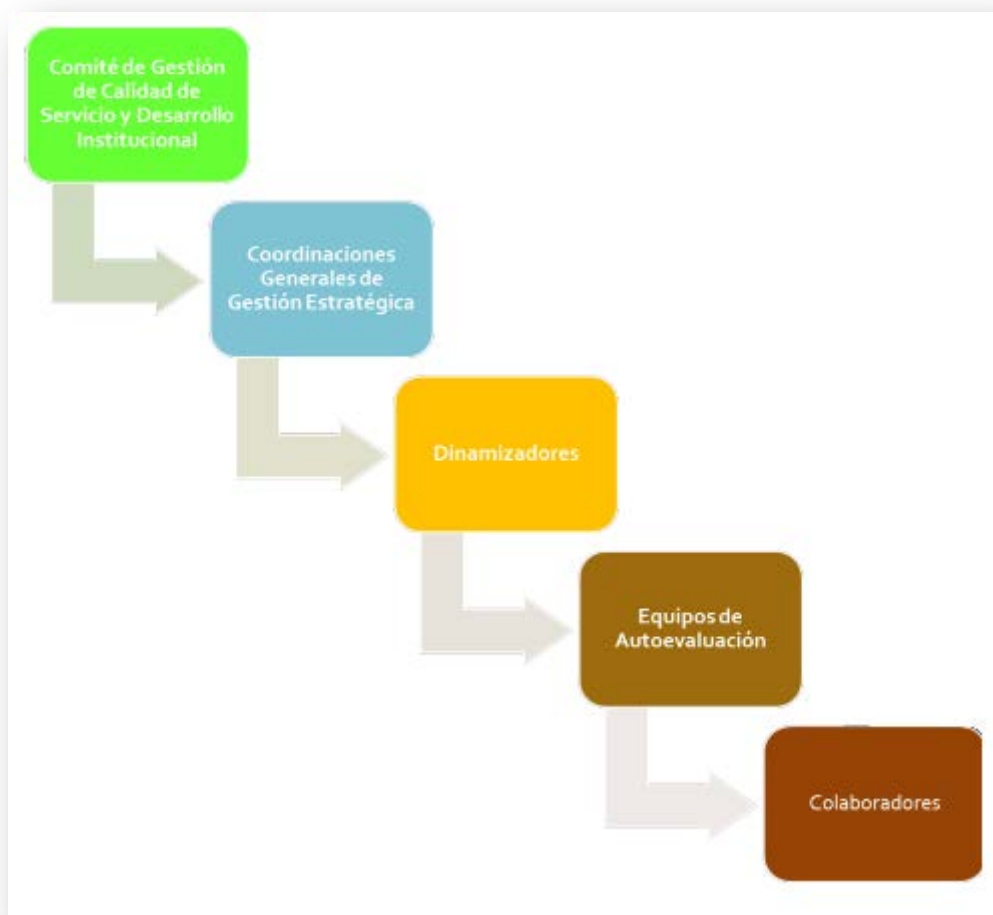 Comité de Gestión
de Calidad de
Servicio y Desarrollo
Institucional
Coordinaciones
Generales de
Gestión Estratégica
Dinamizadores
Equipos de
Autoevaluación
Colaboradores